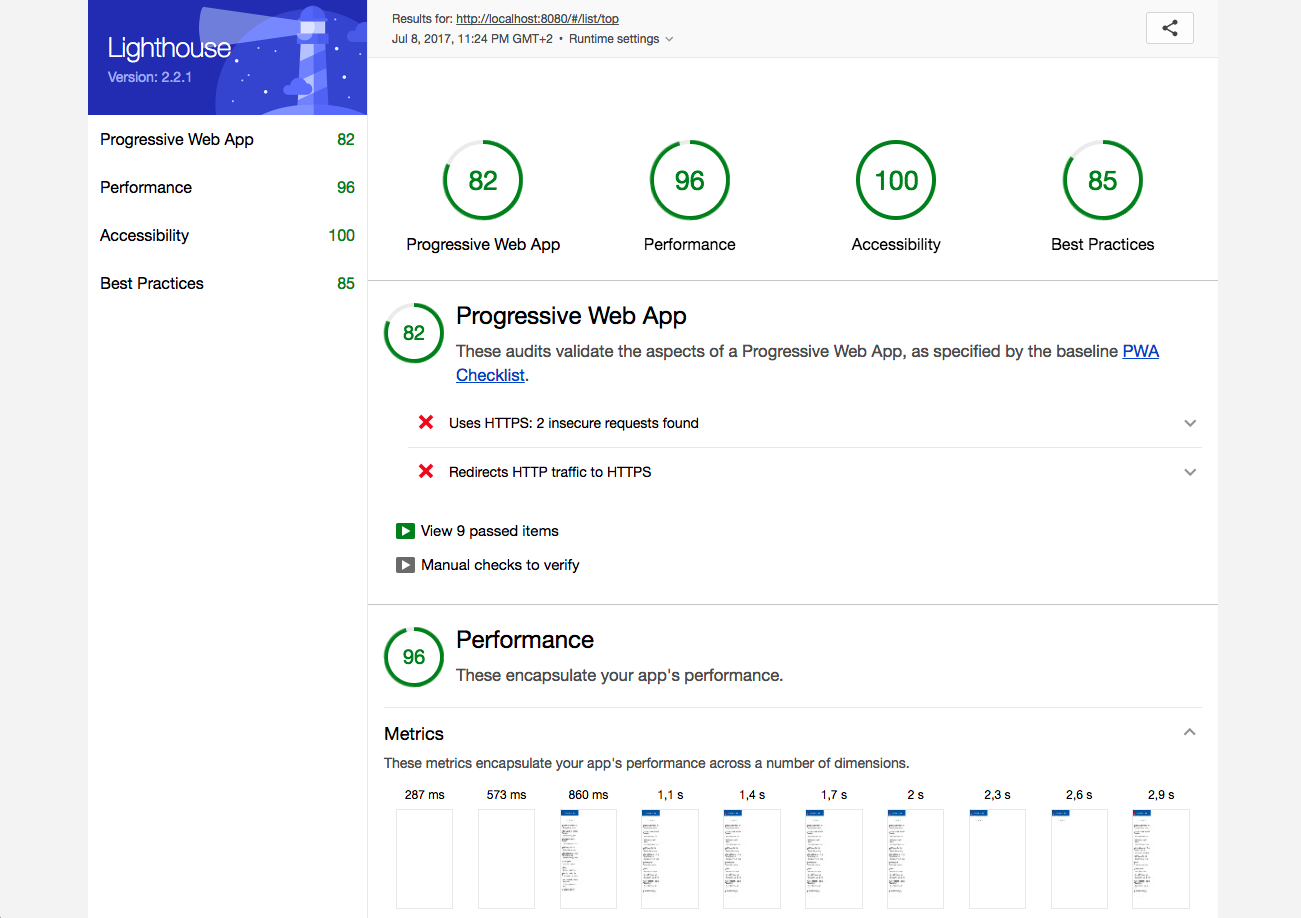 Lighthouse
Version: 2.2.1
Progressive Web App 82
Performance 96
Accessibility 100
Best Practices 85
Results for: http://localhost:8080/#/list/top
Jul 8, 2017, 11:24 PM GMT+2 • Runtime settings
82 96 100 85
Progressive Web App Performance Accessibility Best Practices
82
Progressive Web App
These audits validate the aspects of a Progressive Web App, as specified by the baseline PWA
Checklist.
Uses HTTPS: 2 insecure requests found
Redirects HTTP traffic to HTTPS
View 9 passed items
Manual checks to verify
96
Performance
These encapsulate your app's performance.
Metrics
These metrics encapsulate your app's performance across a number of dimensions.
287 ms 573 ms 860 ms 1,1 s 1,4 s 1,7 s 2 s 2,3 s 2,6 s 2,9 s